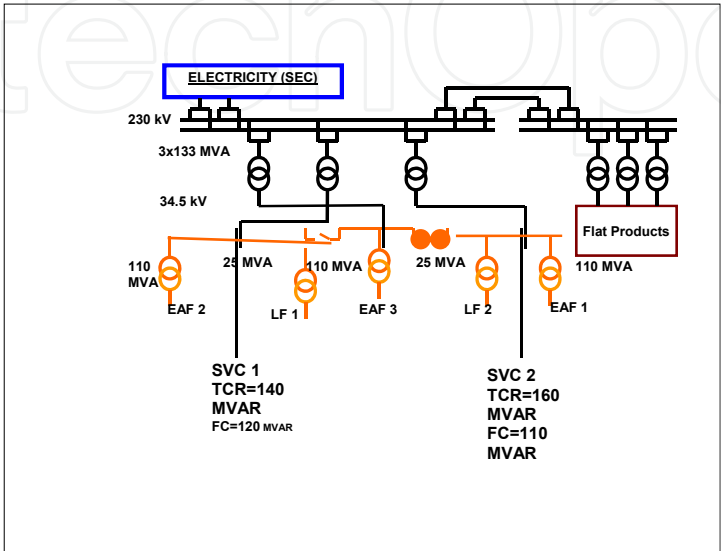 ELECTRICITY (SEC)
230 kV
3x133 MVA
34.5 kV
Flat Products
110
MVA
25 MVA
110 MVA
25 MVA
110 MVA
EAF 2
LF 1
EAF 3
LF 2
EAF 1
SVC 1
TCR=140
MVAR
FC=120 MVAR
SVC 2
TCR=160
MVAR
FC=110
MVAR